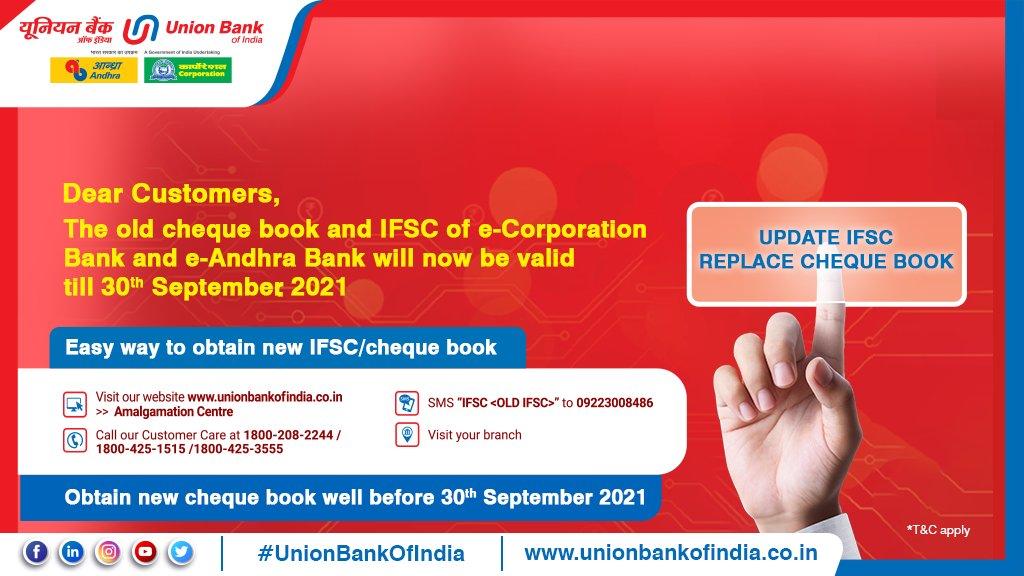 यूनियन बैंक
ऑफ इंडिया
Union Bank
of India
भारत सरकार का उपक्रम A Government of India Undertaking
आन्ध्रा
Andhra
कार्पोरेशन
Corporation
Dear Customers,
The old cheque book and IFSC of e-Corporation
Bank and e-Andhra Bank will now be valid
till 30th September, 2021
UPDATE IFSC
REPLACE CHEQUE BOOK
Easy way to obtain new IFSC/cheque book
Visit our website www.unionbankofindia.co.in
>> Amalgamation Centre
Call our Customer Care at 1800-208-2244 /
1800-425-1515 /1800-425-3555
SMS "IFSC <OLD IFSC>" to 09223008486
Visit your branch
Obtain new cheque book well before 30th September 2021
*T&C apply
#UnionBankOfIndia
www.unionbankofindia.co.in